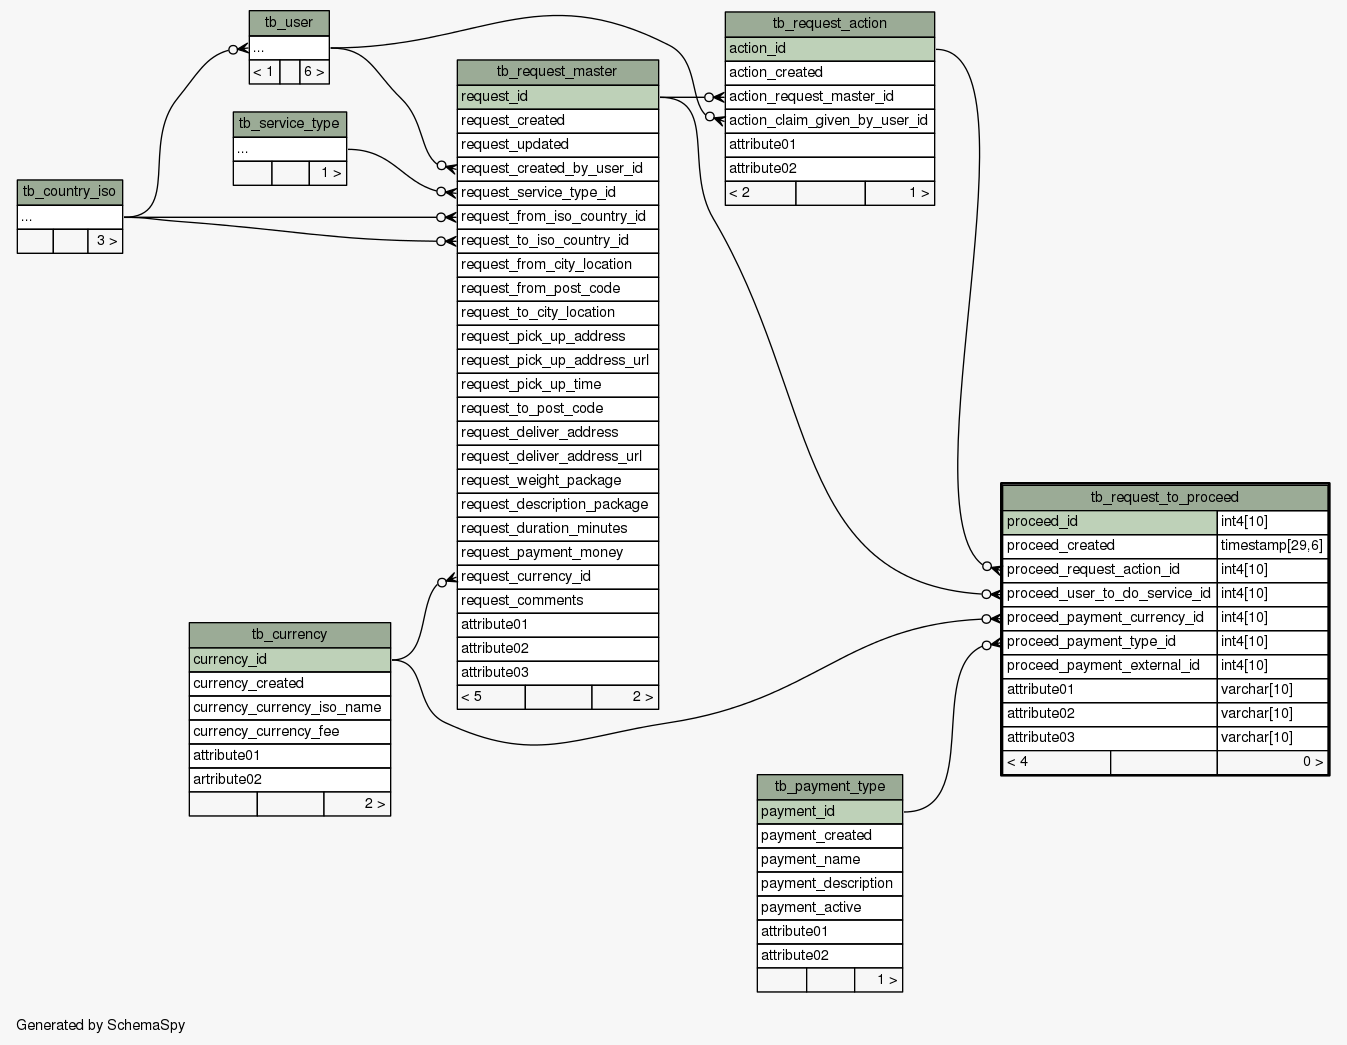 tb_user
...
< 1 6 >
tb_service_type
...
1 >
tb_country_iso
...
3 >
tb_request_master
request_id
request_created
request_updated
request_created_by_user_id
request_service_type_id
request_from_iso_country_id
request_to_iso_country_id
request_from_city_location
request_from_post_code
request_to_city_location
request_pick_up_address
request_pick_up_address_url
request_pick_up_time
request_to_post_code
request_deliver_address
request_deliver_address_url
request_weight_package
request_description_package
request_duration_minutes
request_payment_money
request_currency_id
request_comments
attribute01
attribute02
attribute03
< 5 2 >
tb_request_action
action_id
action_created
action_request_master_id
action_claim_given_by_user_id
attribute01
attribute02
< 2 1 >
tb_request_to_proceed
proceed_id int4[10]
proceed_created timestamp[29,6]
proceed_request_action_id int4[10]
proceed_user_to_do_service_id int4[10]
proceed_payment_currency_id int4[10]
proceed_payment_type_id int4[10]
proceed_payment_external_id int4[10]
attribute01 varchar[10]
attribute02 varchar[10]
attribute03 varchar[10]
< 4 0 >
tb_currency
currency_id
currency_created
currency_currency_iso_name
currency_currency_fee
attribute01
artribute02
2 >
tb_payment_type
payment_id
payment_created
payment_name
payment_description
payment_active
attribute01
attribute02
1 >
Generated by SchemaSpy